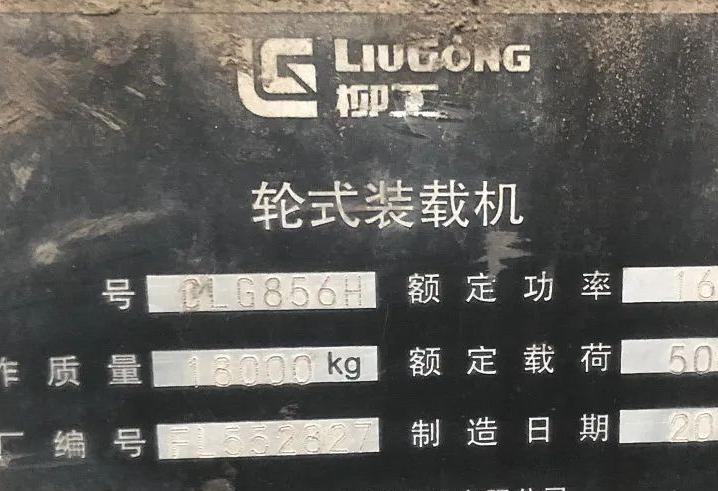 LIUGONG
柳工
轮式装载机
号 CLG856H 额定功率 16
作质量 18000 kg 额定载荷 50
厂编号 FL552827 制造日期 20